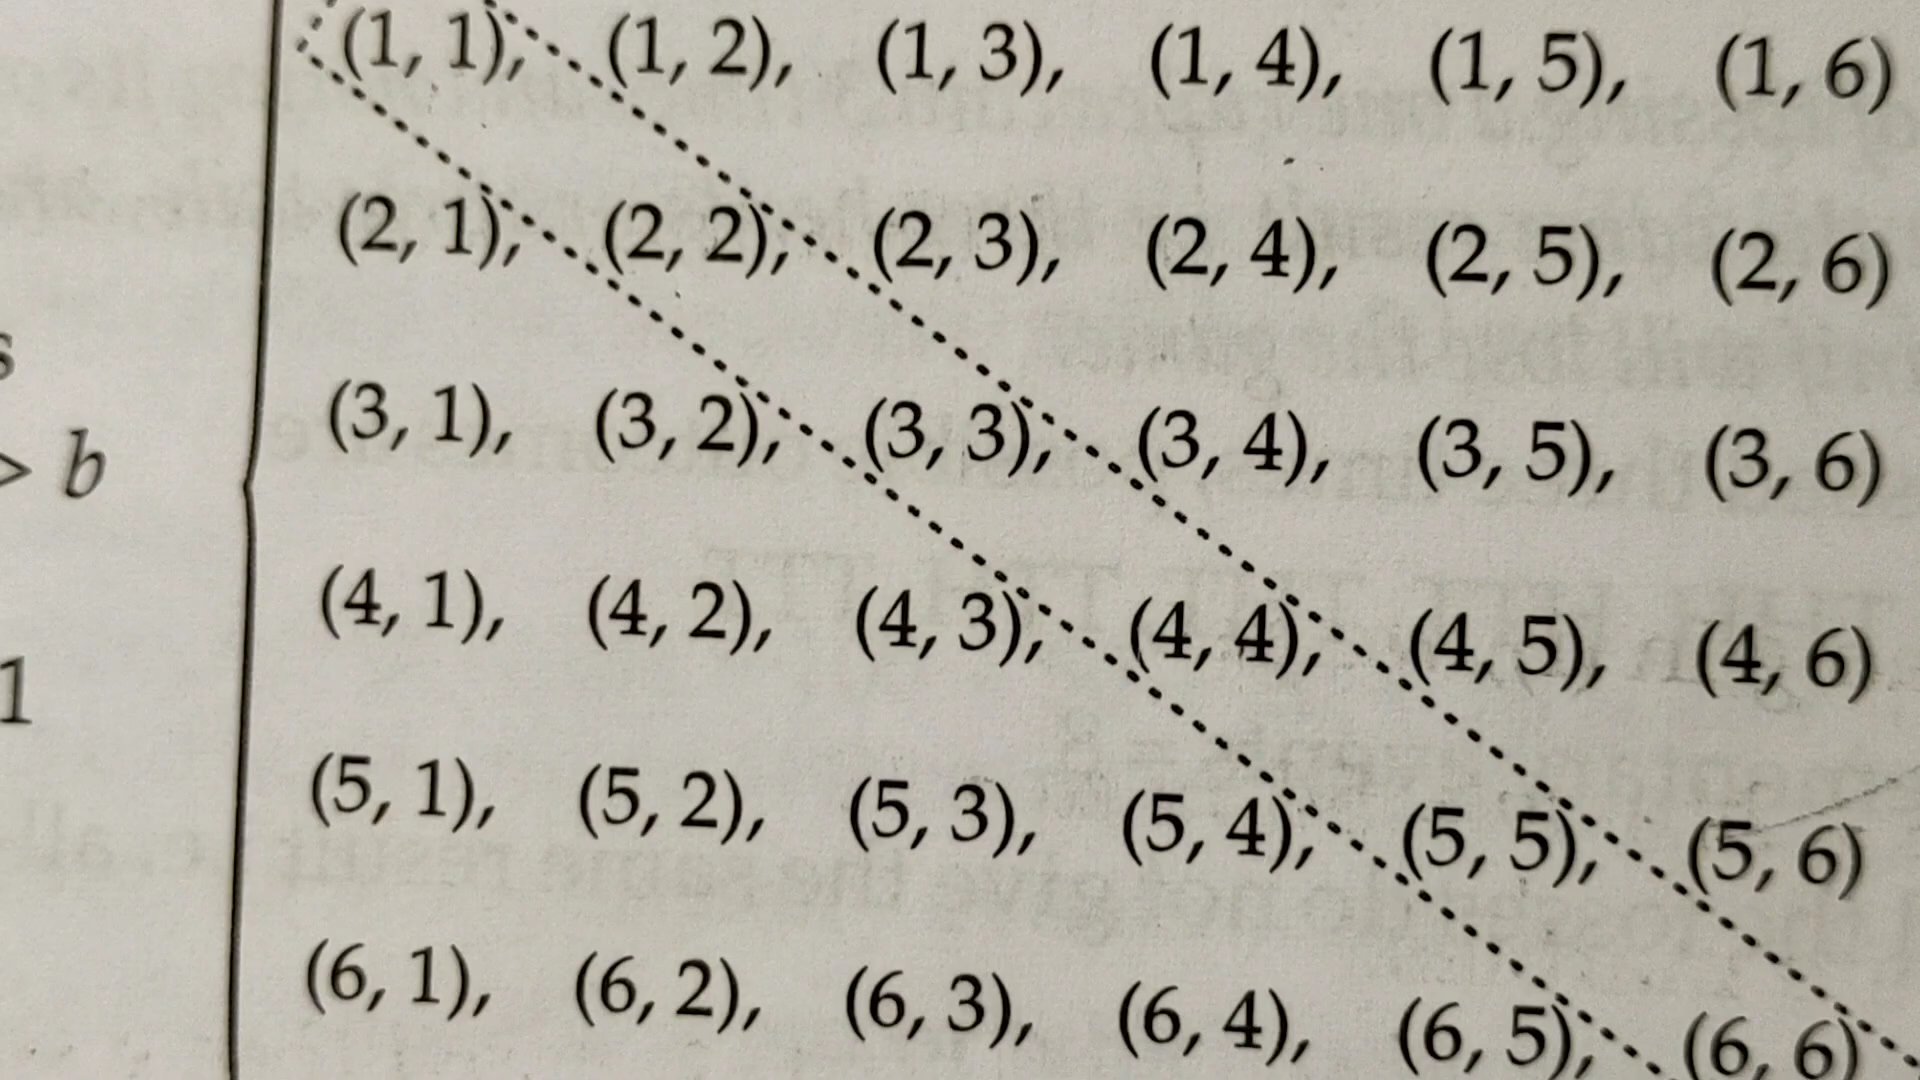 (1, 1), (1, 2), (1, 3), (1, 4), (1, 5), (1, 6)
(2, 1), (2, 2), (2, 3), (2, 4), (2, 5), (2, 6)
s
(3, 1), (3, 2), (3, 3), (3, 4), (3, 5), (3, 6)
> b
(4, 1), (4, 2), (4, 3), (4, 4), (4, 5), (4, 6)
1
(5, 1), (5, 2), (5, 3), (5, 4), (5, 5), (5, 6)
(6, 1), (6, 2), (6, 3), (6, 4), (6, 5), (6, 6)